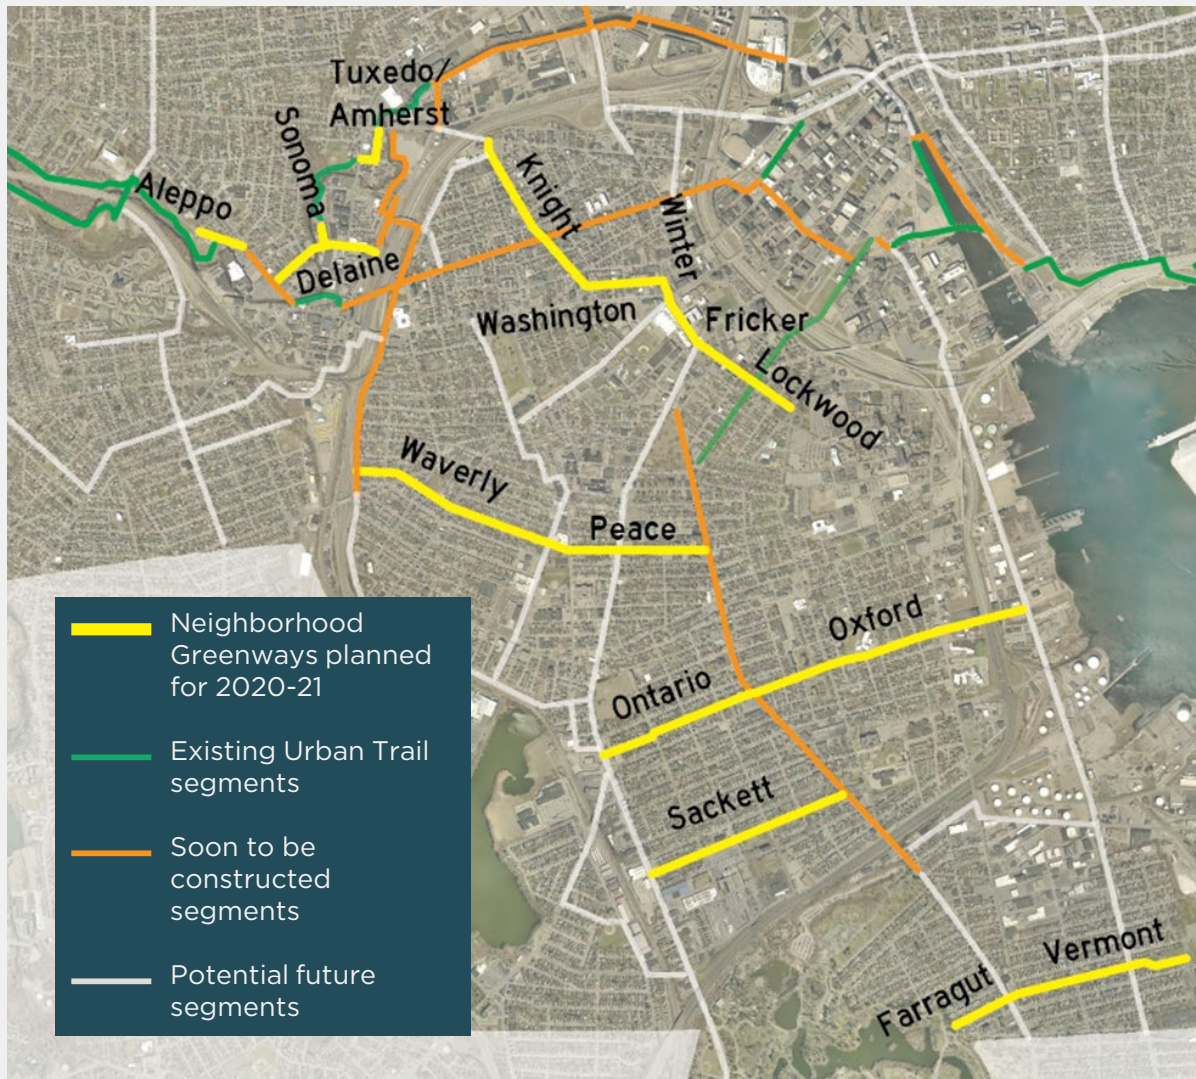 Tuxedo/
Amherst
Sonoma
Aleppo
Knight
Winter
Delaine
Washington
Fricker
Lockwood
Waverly
Peace
Oxford
Ontario
Sackett
Vermont
Farragut
Neighborhood
Greenways planned
for 2020-21
Existing Urban Trail
segments
Soon to be
constructed
segments
Potential future
segments